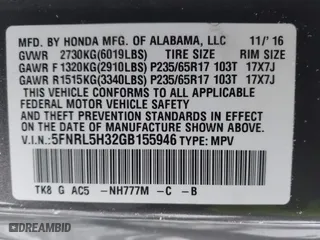 MFD. BY HONDA MFG. OF ALABAMA, LLC 11/' 16
GVWR 2730KG(6019LBS) TIRE SIZE RIM SIZE
GAWR F 1320KG(2910LBS) P235/65R17 103T 17X7J
GAWR R 1515KG(3340LBS) P235/65R17 103T 17X7J
THIS VEHICLE CONFORMS TO ALL APPLICABLE
FEDERAL MOTOR VEHICLE SAFETY AND THEFT
PREVENTION STANDARDS IN EFFECT ON THE DATE
OF MANUFACTURE SHOWN ABOVE.
V.I.N.:5FNRL5H32GB155946 TYPE: MPV
TK8 G AC5 -NH777M -C -B